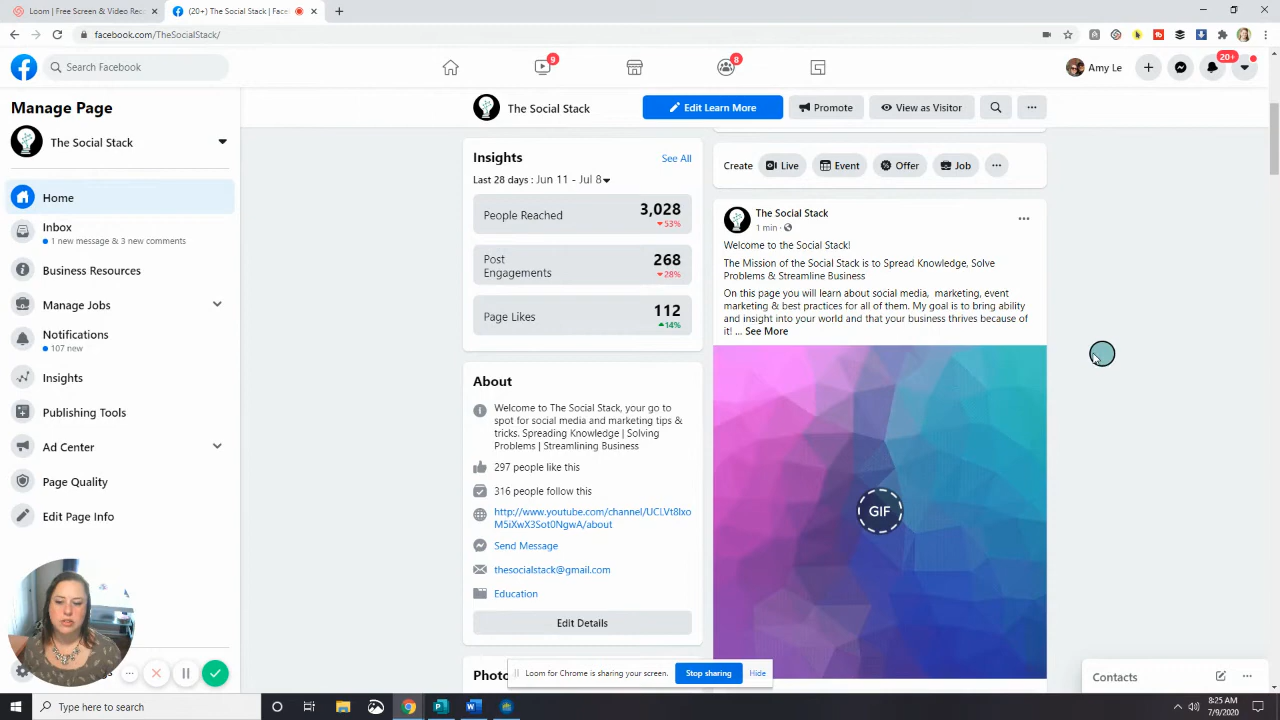 Loom | Free Screen & Video Rec
(20+) The Social Stack | Face
facebook.com/TheSocialStack/
Search Facebook
9
8
Amy Le
20+
Manage Page
The Social Stack
Home
Inbox
1 new message & 3 new comments
Business Resources
Manage Jobs
Notifications
107 new
Insights
Publishing Tools
Ad Center
Page Quality
Edit Page Info
The Social Stack
Edit Learn More
Promote
View as Visitor
Insights
See All
Last 28 days : Jun 11 - Jul 8
People Reached
3,028
53%
Post
Engagements
268
28%
Page Likes
112
14%
About
Welcome to The Social Stack, your go to
spot for social media and marketing tips &
tricks. Spreading Knowledge | Solving
Problems | Streamlining Business
297 people like this
316 people follow this
http://www.youtube.com/channel/UCLVt8lxo
M5iXwX3Sot0NgwA/about
Send Message
thesocialstack@gmail.com
Education
Edit Details
Create
Live
Event
Offer
Job
The Social Stack
1 min
Welcome to the Social Stack!
The Mission of the Social Stack is to Spread Knowledge, Solve
Problems & Streamline Business
On this page you will learn about social media, marketing, event
marketing & best practices for all of them. My goal is to bring ability
and insight into your world and that your business thrives because of
it! ... See More
GIF
Contacts
Loom for Chrome is sharing your screen.
Stop sharing
Hide
Type here to search
8:25 AM
7/9/2020